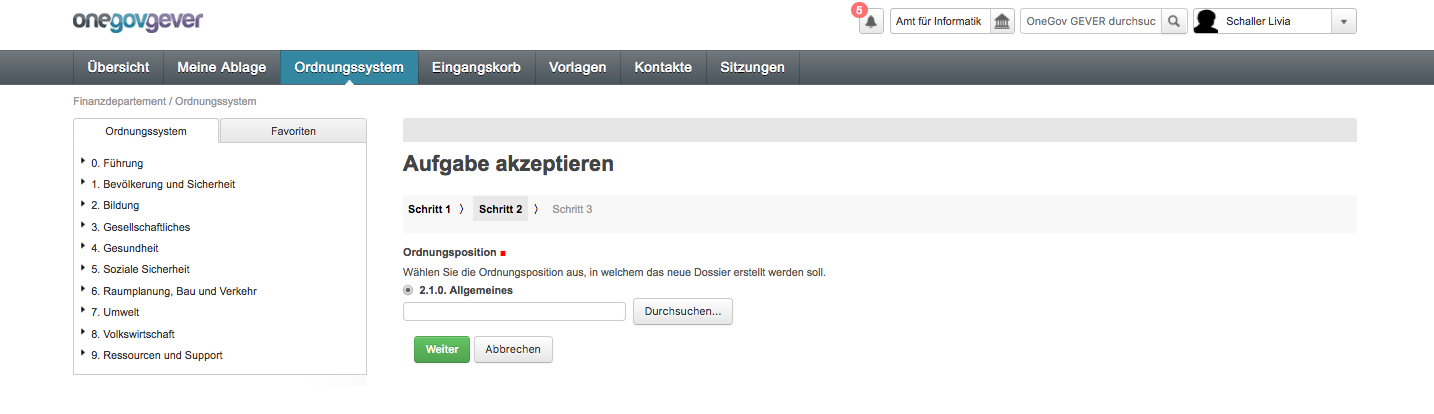 onegovgever
5
Amt für Informatik
OneGov GEVER durchsuc
Schaller Livia
Übersicht
Meine Ablage
Ordnungssystem
Eingangskorb
Vorlagen
Kontakte
Sitzungen
Finanzdepartement / Ordnungssystem
Ordnungssystem
Favoriten
0. Führung
1. Bevölkerung und Sicherheit
2. Bildung
3. Gesellschaftliches
4. Gesundheit
5. Soziale Sicherheit
6. Raumplanung, Bau und Verkehr
7. Umwelt
8. Volkswirtschaft
9. Ressourcen und Support
Aufgabe akzeptieren
Schritt 1 〉 Schritt 2 〉 Schritt 3
Ordnungsposition
Wählen Sie die Ordnungsposition aus, in welchem das neue Dossier erstellt werden soll.
2.1.0. Allgemeines
Durchsuchen...
Weiter
Abbrechen